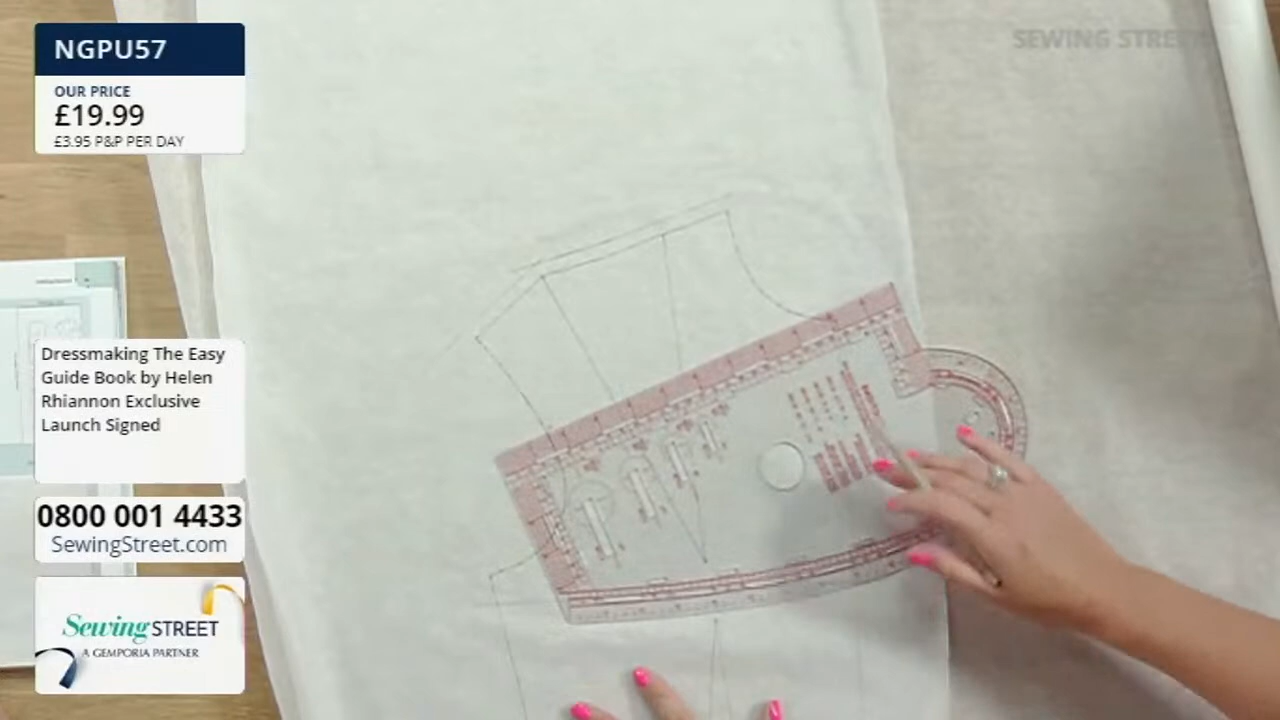 NGPU57
OUR PRICE
£19.99
£3.95 P&P PER DAY
SEWING STREET
Dressmaking The Easy
Guide Book by Helen
Rhiannon Exclusive
Launch Signed
0800 001 4433
SewingStreet.com
Sewing STREET
A GEMPORIA PARTNER